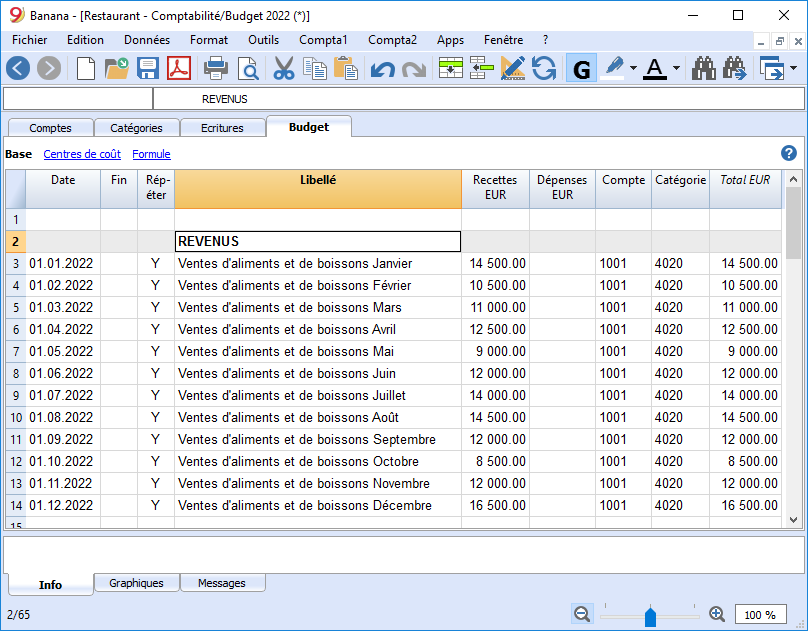 Banana - [Restaurant - Comptabilité/Budget 2022 (*)]
Fichier Edition Données Format Outils Compta1 Compta2 Apps Fenêtre ?
G A
REVENUS
Comptes Catégories Ecritures Budget
Base Centres de coût Formule ?
Date Fin Rép- Libellé Recettes Dépenses Compte Catégorie Total EUR
éter EUR EUR
1
2 REVENUS
3 01.01.2022 Y Ventes d'aliments et de boissons Janvier 14 500.00 1001 4020 14 500.00
4 01.02.2022 Y Ventes d'aliments et de boissons Février 10 500.00 1001 4020 10 500.00
5 01.03.2022 Y Ventes d'aliments et de boissons Mars 11 000.00 1001 4020 11 000.00
6 01.04.2022 Y Ventes d'aliments et de boissons Avril 12 500.00 1001 4020 12 500.00
7 01.05.2022 Y Ventes d'aliments et de boissons Mai 9 000.00 1001 4020 9 000.00
8 01.06.2022 Y Ventes d'aliments et de boissons Juin 12 000.00 1001 4020 12 000.00
9 01.07.2022 Y Ventes d'aliments et de boissons Juillet 14 000.00 1001 4020 14 000.00
10 01.08.2022 Y Ventes d'aliments et de boissons Août 14 500.00 1001 4020 14 500.00
11 01.09.2022 Y Ventes d'aliments et de boissons Septembre 12 000.00 1001 4020 12 000.00
12 01.10.2022 Y Ventes d'aliments et de boissons Octobre 8 500.00 1001 4020 8 500.00
13 01.11.2022 Y Ventes d'aliments et de boissons Novembre 12 000.00 1001 4020 12 000.00
14 01.12.2022 Y Ventes d'aliments et de boissons Décembre 16 500.00 1001 4020 16 500.00
15
Info Graphiques Messages
2/65 100 %